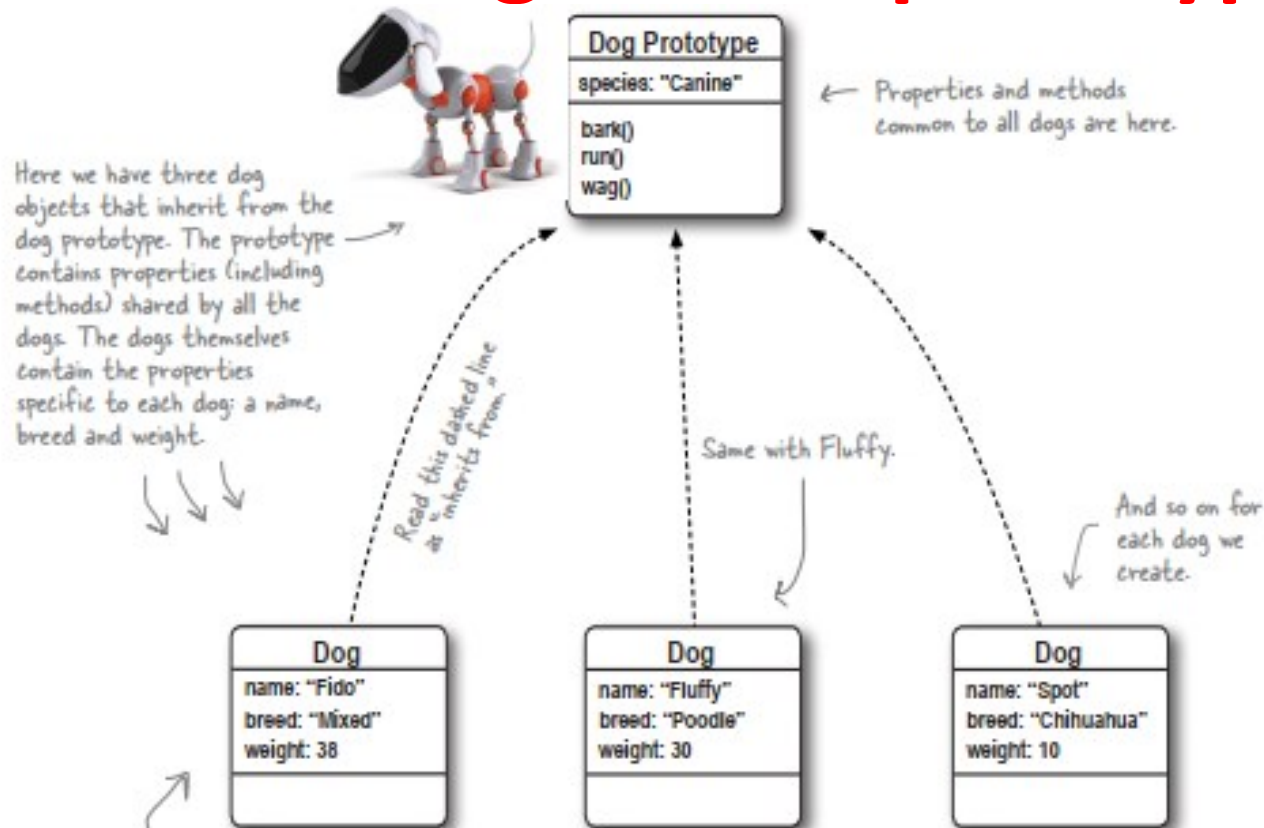 Dog Prototype
species: "Canine"
bark()
run()
wag()
Properties and methods
common to all dogs are here.
Here we have three dog
objects that inherit from the
dog prototype. The prototype
contains properties (including
methods) shared by all the
dogs. The dogs themselves
contain the properties
specific to each dog: a name,
breed and weight.
Read this dashed line
as "inherits from."
Same with Fluffy.
And so on for
each dog we
create.
Dog
name: "Fido"
breed: "Mixed"
weight: 38
Dog
name: "Fluffy"
breed: "Poodle"
weight: 30
Dog
name: "Spot"
breed: "Chihuahua"
weight: 10